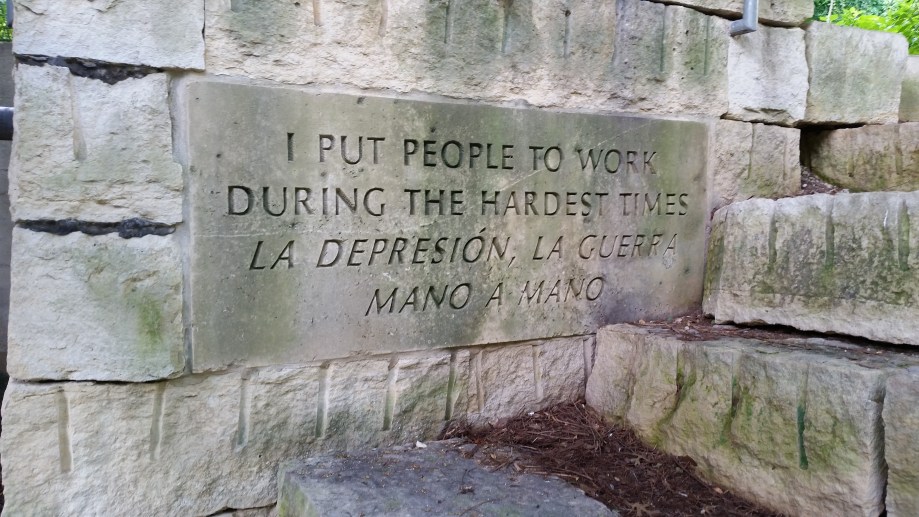 I PUT PEOPLE TO WORK
DURING THE HARDEST TIMES
LA DEPRESIÓN, LA GUERRA
MANO A MANO